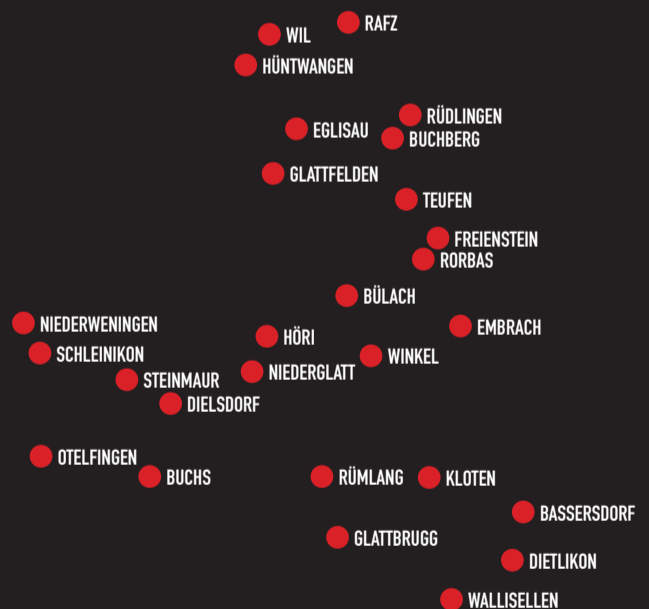 RAFZ
WIL
HÜNTWANGEN
RÜDLINGEN
EGLISAU
BUCHBERG
GLATTFELDEN
TEUFEN
FREIENSTEIN
RORBAS
BÜLACH
NIEDERWENINGEN
EMBRACH
HÖRI
SCHLEINIKON
WINKEL
NIEDERGLATT
STEINMAUR
DIELSDORF
OTELFINGEN
BUCHS
RÜMLANG
KLOTEN
BASSERSDORF
GLATTBRUGG
DIETLIKON
WALLISELLEN